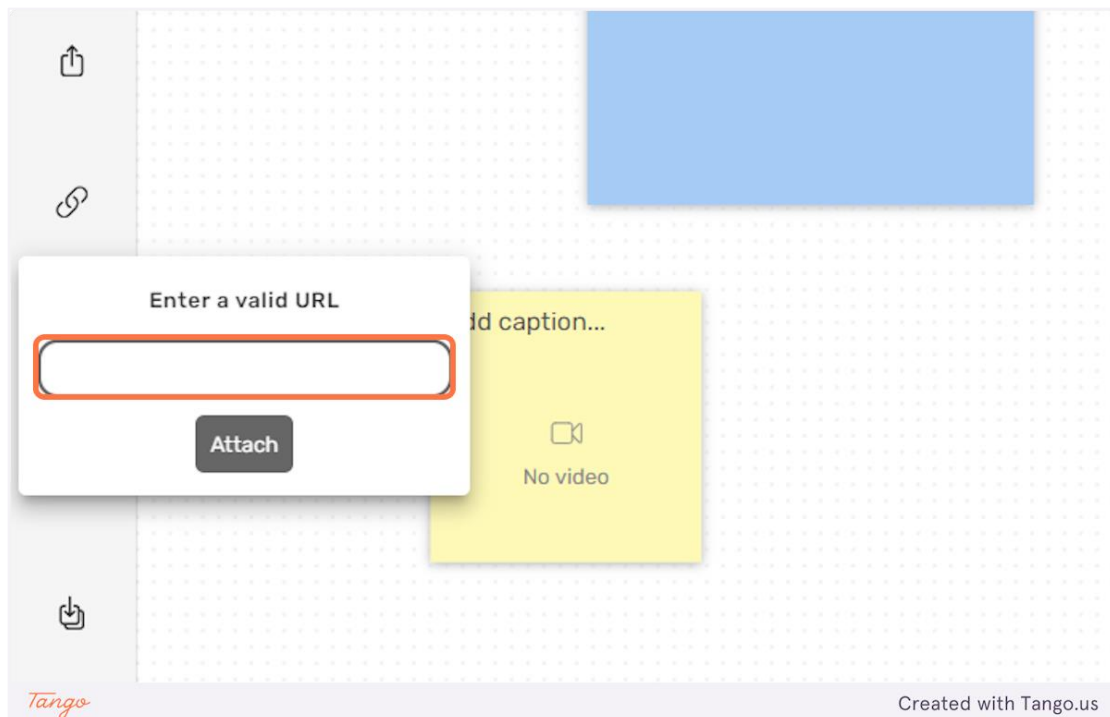 Enter a valid URL
dd caption...
Attach
No video
Tango
Created with Tango.us